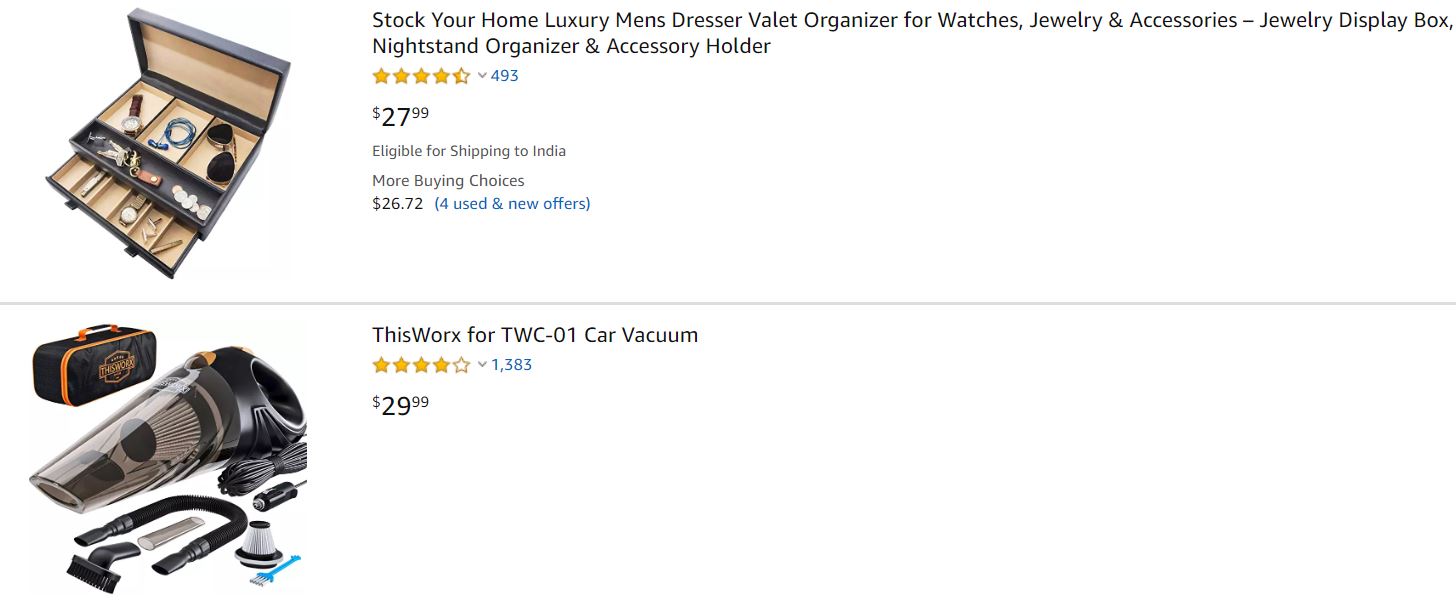 Stock Your Home Luxury Mens Dresser Valet Organizer for Watches, Jewelry & Accessories – Jewelry Display Box,
Nightstand Organizer & Accessory Holder
493
$27.99
Eligible for Shipping to India
More Buying Choices
$26.72 (4 used & new offers)
THISWORX
ThisWorx for TWC-01 Car Vacuum
1,383
$29.99